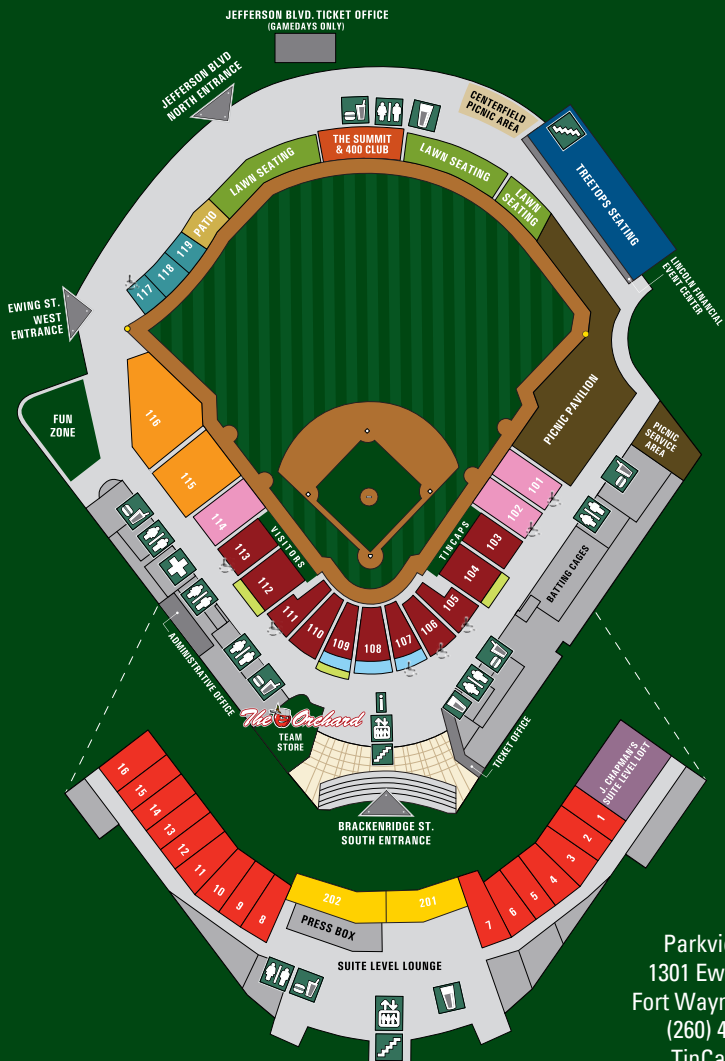 JEFFERSON BLVD. TICKET OFFICE
(GAMEDAYS ONLY)
JEFFERSON BLVD
NORTH ENTRANCE
CENTERFIELD
PICNIC AREA
THE SUMMIT
& 400 CLUB
LAWN SEATING
LAWN SEATING
LAWN
SEATING
TREETOPS SEATING
LINCOLN FINANCIAL
EVENT CENTER
PATIO
119
118
117
EWING ST.
WEST
ENTRANCE
FUN
ZONE
116
115
114
113
112
111
110
109
108
107
106
105
104
103
102
101
VISITORS
TINCAPS
PICNIC PAVILION
PICNIC
SERVICE
AREA
BATTING CAGES
ADMINISTRATIVE OFFICE
The Orchard
TEAM
STORE
i
TICKET OFFICE
BRACKENRIDGE ST.
SOUTH ENTRANCE
J. CHAPMAN'S
SUITE LEVEL LOFT
16
15
14
13
12
11
10
9
8
202
201
7
6
5
4
3
2
1
PRESS BOX
SUITE LEVEL LOUNGE
1301
(260) 4